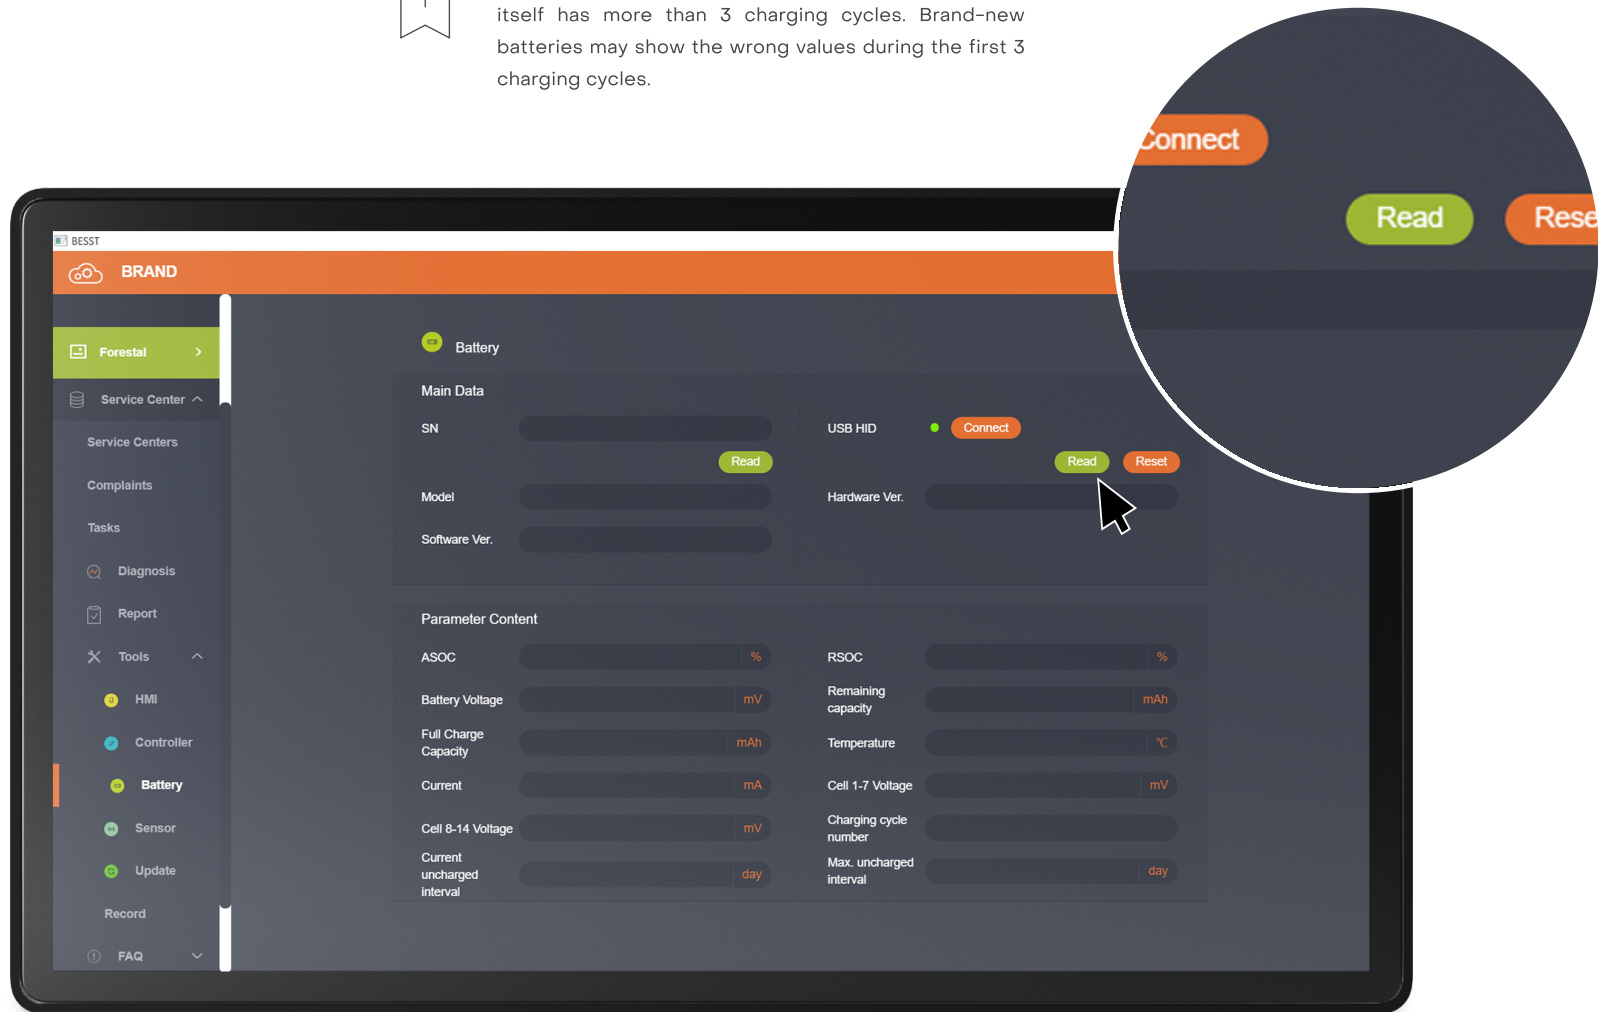 itself has more than 3 charging cycles. Brand-new
batteries may show the wrong values during the first 3
charging cycles.
Connect
Read
Rese
BESST
BRAND
Forestal
Service Center
Service Centers
Complaints
Tasks
Diagnosis
Report
Tools
HMI
Controller
Battery
Sensor
Update
Record
FAQ
Battery
Main Data
SN
USB HID
Connect
Read
Read
Reset
Model
Hardware Ver.
Software Ver.
Parameter Content
ASOC
%
RSOC
%
Battery Voltage
mV
Remaining
capacity
mAh
Full Charge
Capacity
mAh
Temperature
°C
Current
mA
Cell 1-7 Voltage
mV
Cell 8-14 Voltage
mV
Charging cycle
number
Current
uncharged
interval
day
Max. uncharged
interval
day